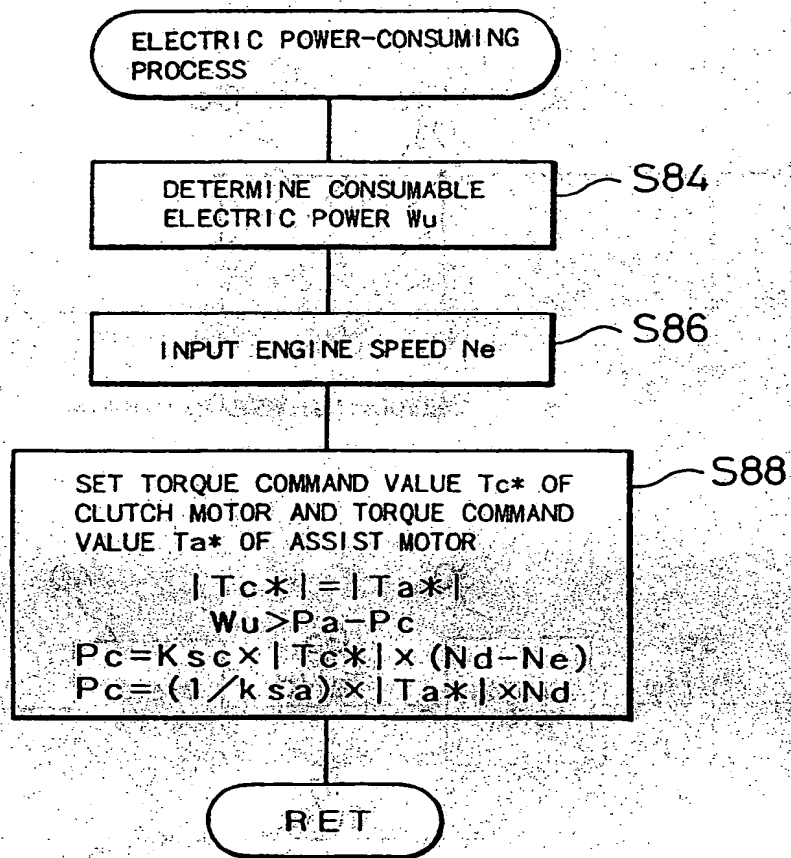 ELECTRIC POWER-CONSUMING
PROCESS
DETERMINE CONSUMABLE
ELECTRIC POWER Wu
S84
INPUT ENGINE SPEED Ne
S86
SET TORQUE COMMAND VALUE Tc* OF
CLUTCH MOTOR AND TORQUE COMMAND
VALUE Ta* OF ASSIST MOTOR
|Tc*|=|Ta*|
Wu>Pa-Pc
Pc=Ksc×|Tc*|×(Nd-Ne)
Pc=(1/ksa)×|Ta*|×Nd
S88
RET